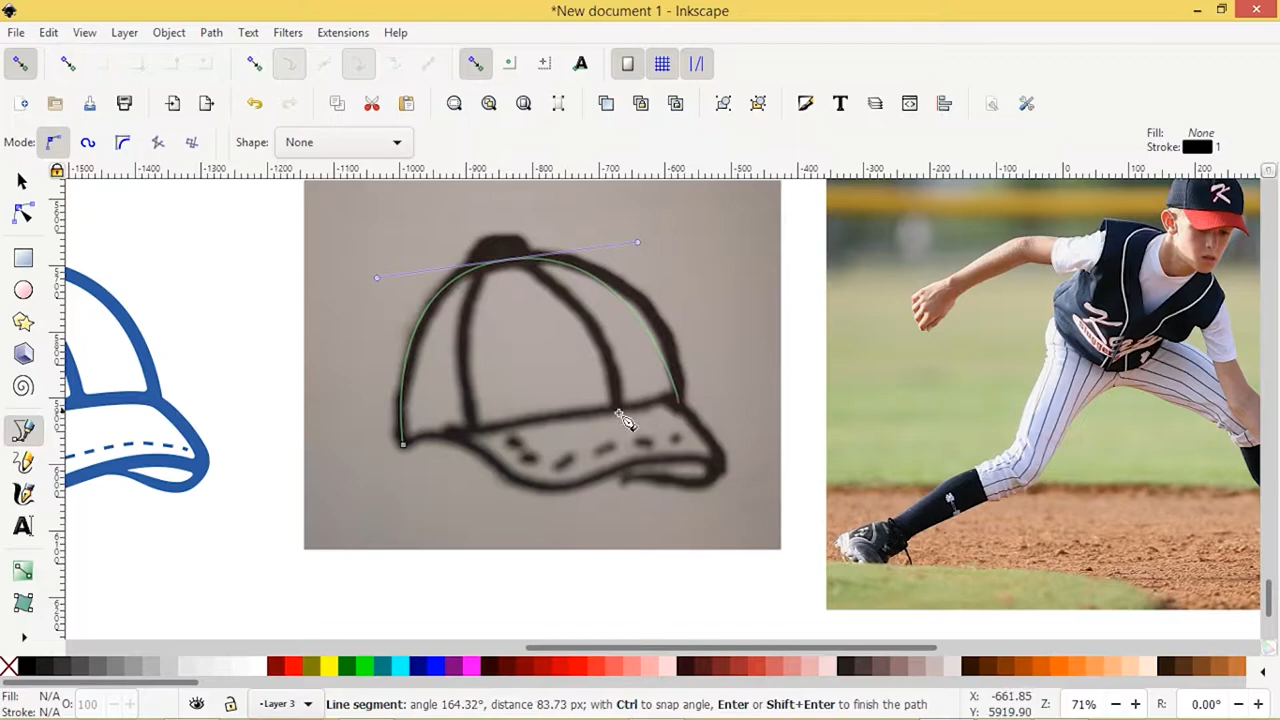 *New document 1 - Inkscape
File Edit View Layer Object Path Text Filters Extensions Help
Mode: Shape: None
Fill: None
Stroke: 1
-1500 -1400 -1300 -1200 -1100 -1000 -900 -800 -700 -600 -500 -400 -300 -200 -100 0 100 200
K
Fill: N/A O: 100 -Layer 3 Line segment: angle 164.32°, distance 83.73 px; with Ctrl to snap angle, Enter or Shift+Enter to finish the path X: -661.85 Z: 71% R: 0.00°
Stroke: N/A Y: 5919.90